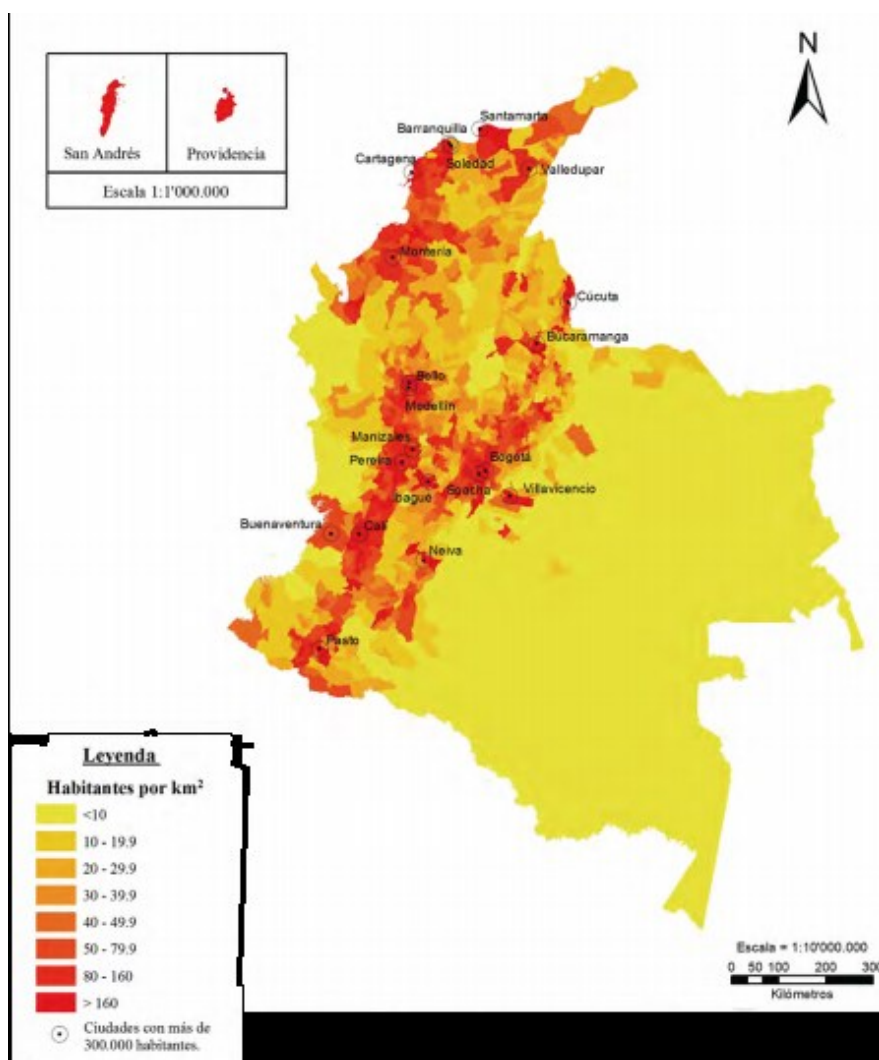 N
San Andrés
Providencia
Escala 1:1'000.000
Santamarta
Barranquilla
Soledad
Cartagena
Valledupar
Montería
Cúcuta
Bucaramanga
Bello
Medellín
Manizales
Pereira
Bogotá
Ibagué
Soacha
Villavicencio
Buenaventura
Cali
Neiva
Pasto
Leyenda
Habitantes por km²
<10
10 - 19.9
20 - 29.9
30 - 39.9
40 - 49.9
50 - 79.9
80 - 160
> 160
Ciudades con más de
300.000 habitantes.
Escala = 1:10'000.000
0 50 100 200 300
Kilómetros